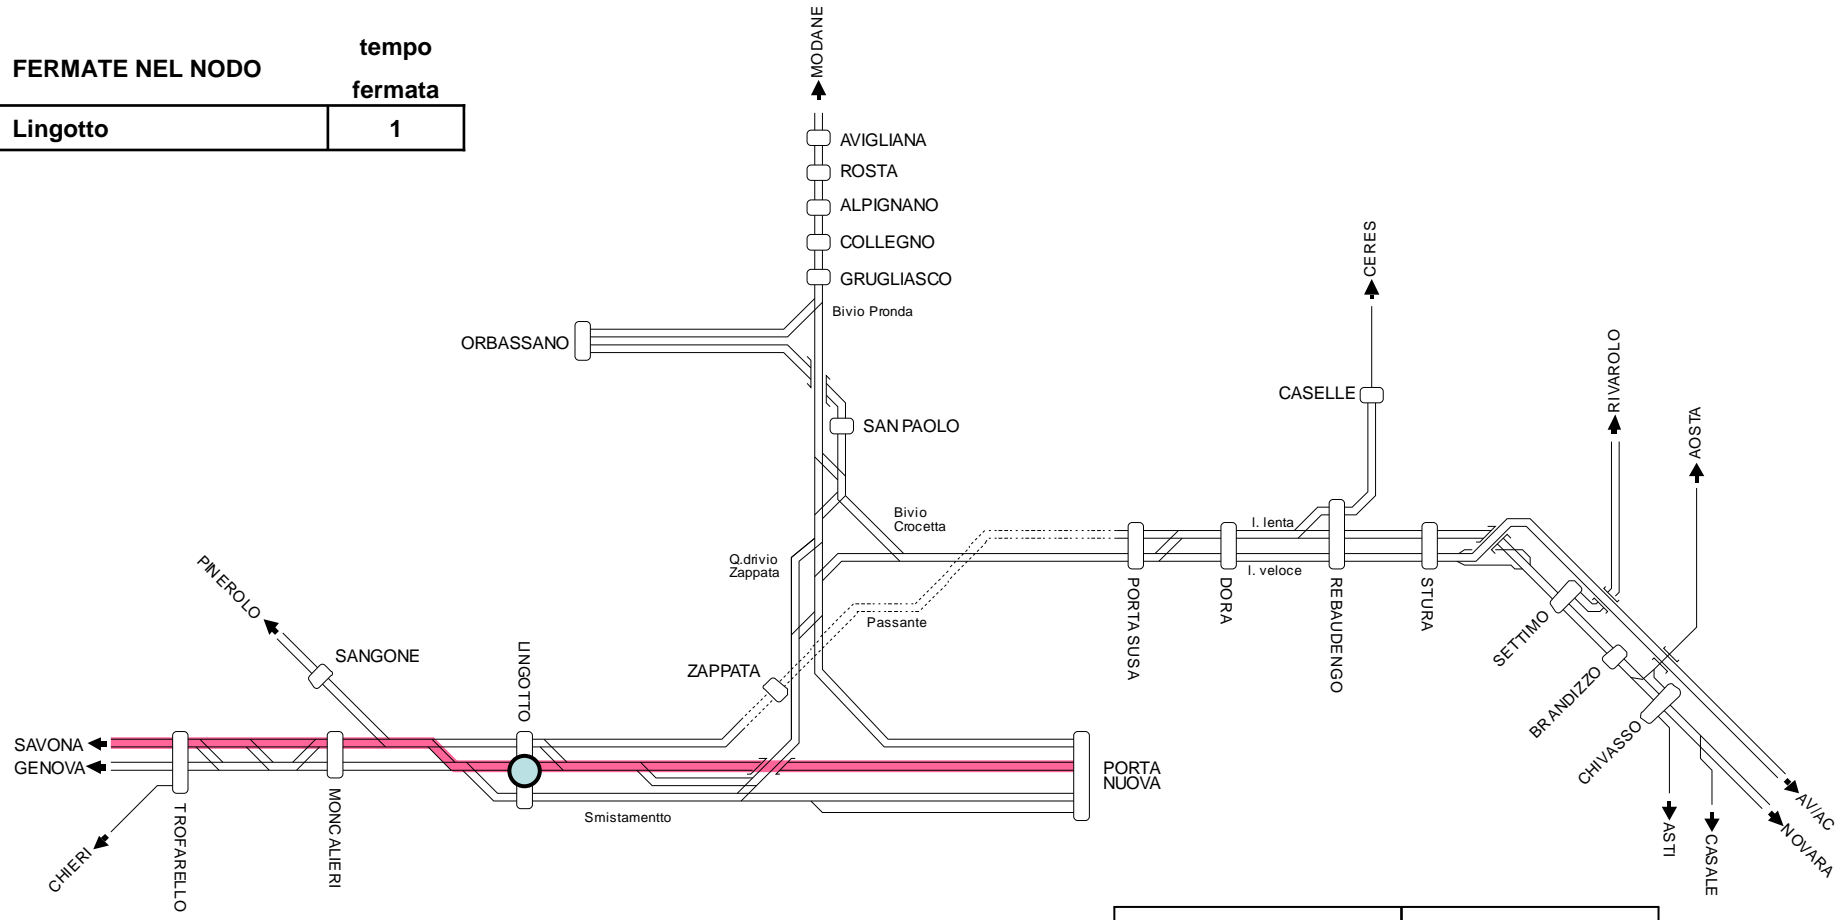 tempo
FERMATE NEL NODO
fermata
Lingotto 1
MODANE
AVIGLIANA
ROSTA
ALPIGNANO
COLLEGNO
GRUGLIASCO
Bivio Pronda
ORBASSANO
SAN PAOLO
CERES
CASELLE
RIVAROLO
AOSTA
Bivio
Crocetta
Q.drivio
Zappata
l. lenta
l. veloce
Passante
PORTA SUSA
DORA
REBAUDENGO
STURA
SETTIMO
BRANDIZZO
CHIVASSO
PINEROLO
SANGONE
LINGOTTO
ZAPPATA
SAVONA
GENOVA
PORTA
NUOVA
Smistamentto
CHIERI
TROFARELLO
MONCALIERI
ASTI
CASALE
AV/AC
NOVARA